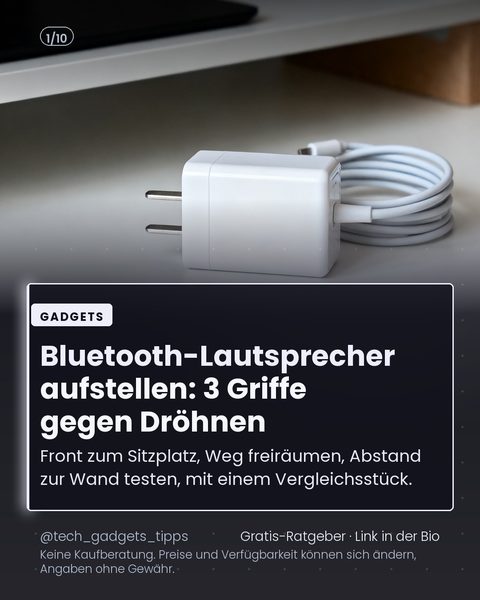 1/10
GADGETS
Bluetooth-Lautsprecher
aufstellen: 3 Griffe
gegen Dröhnen
Front zum Sitzplatz, Weg freiräumen, Abstand
zur Wand testen, mit einem Vergleichsstück.
@tech_gadgets_tipps Gratis-Ratgeber · Link in der Bio
Keine Kaufberatung. Preise und Verfügbarkeit können sich ändern,
Angaben ohne Gewähr.